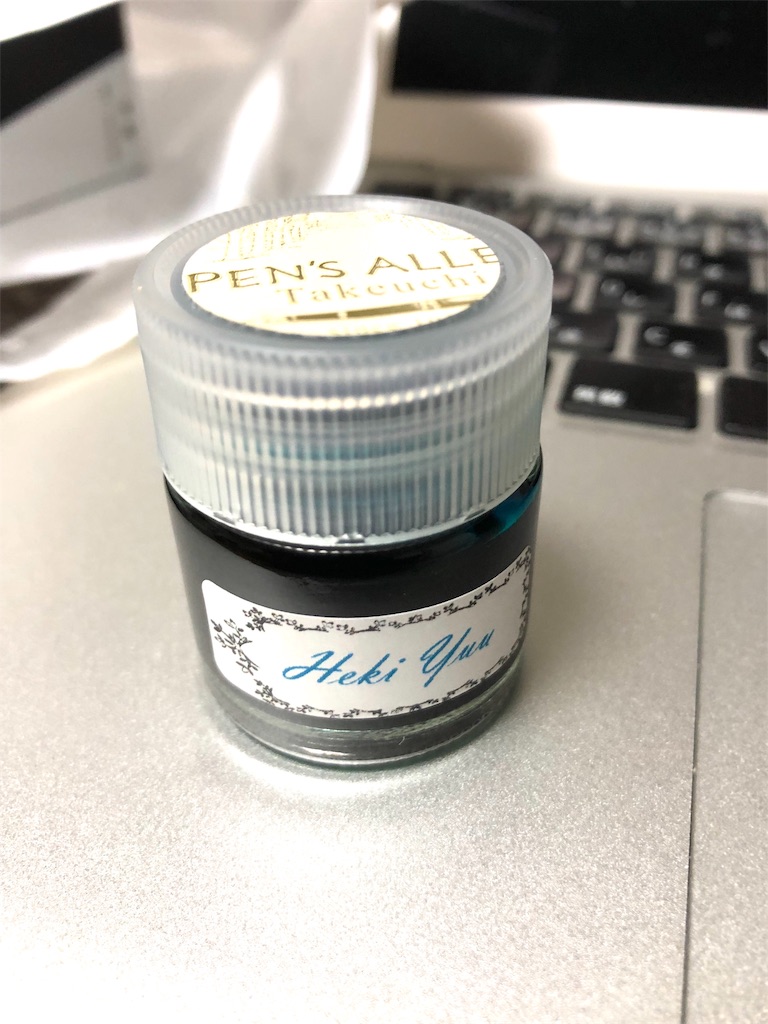 PEN'S ALLE
Takeuchi
Heki Yuu